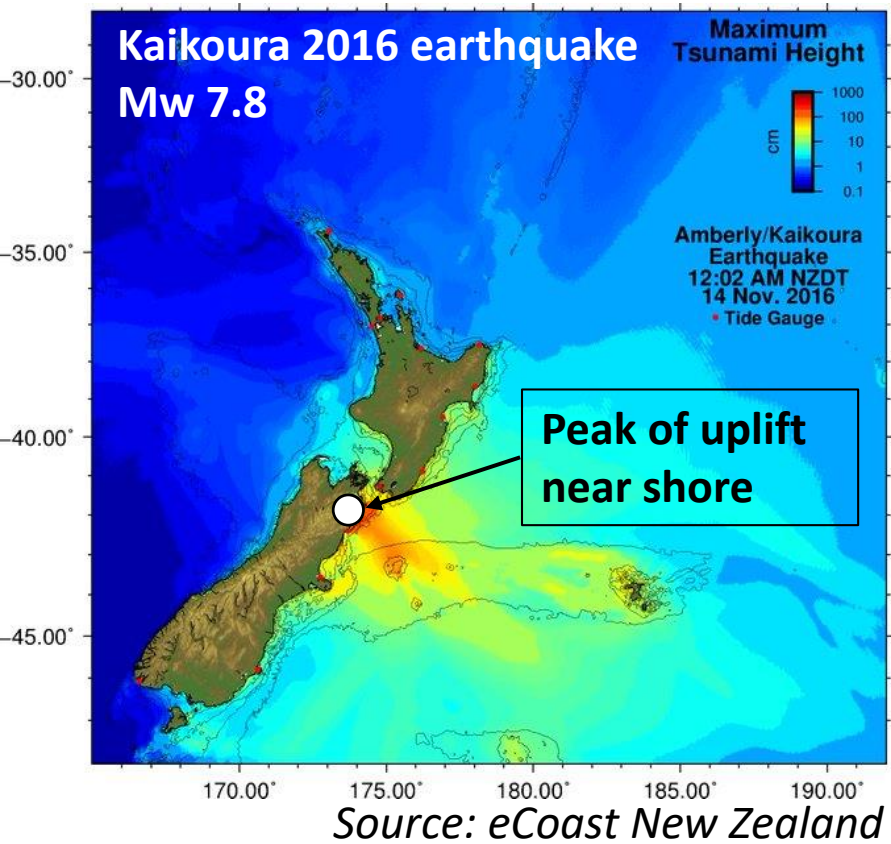 Kaikoura 2016 earthquake
Mw 7.8
Maximum
Tsunami Height
1000
100
10
1
0.1
cm
Amberly/Kaikoura
Earthquake
12:02 AM NZDT
14 Nov. 2016
Tide Gauge
Peak of uplift
near shore
−30.00˚
−35.00˚
−40.00˚
−45.00˚
170.00˚ 175.00˚ 180.00˚ 185.00˚ 190.00˚
Source: eCoast New Zealand